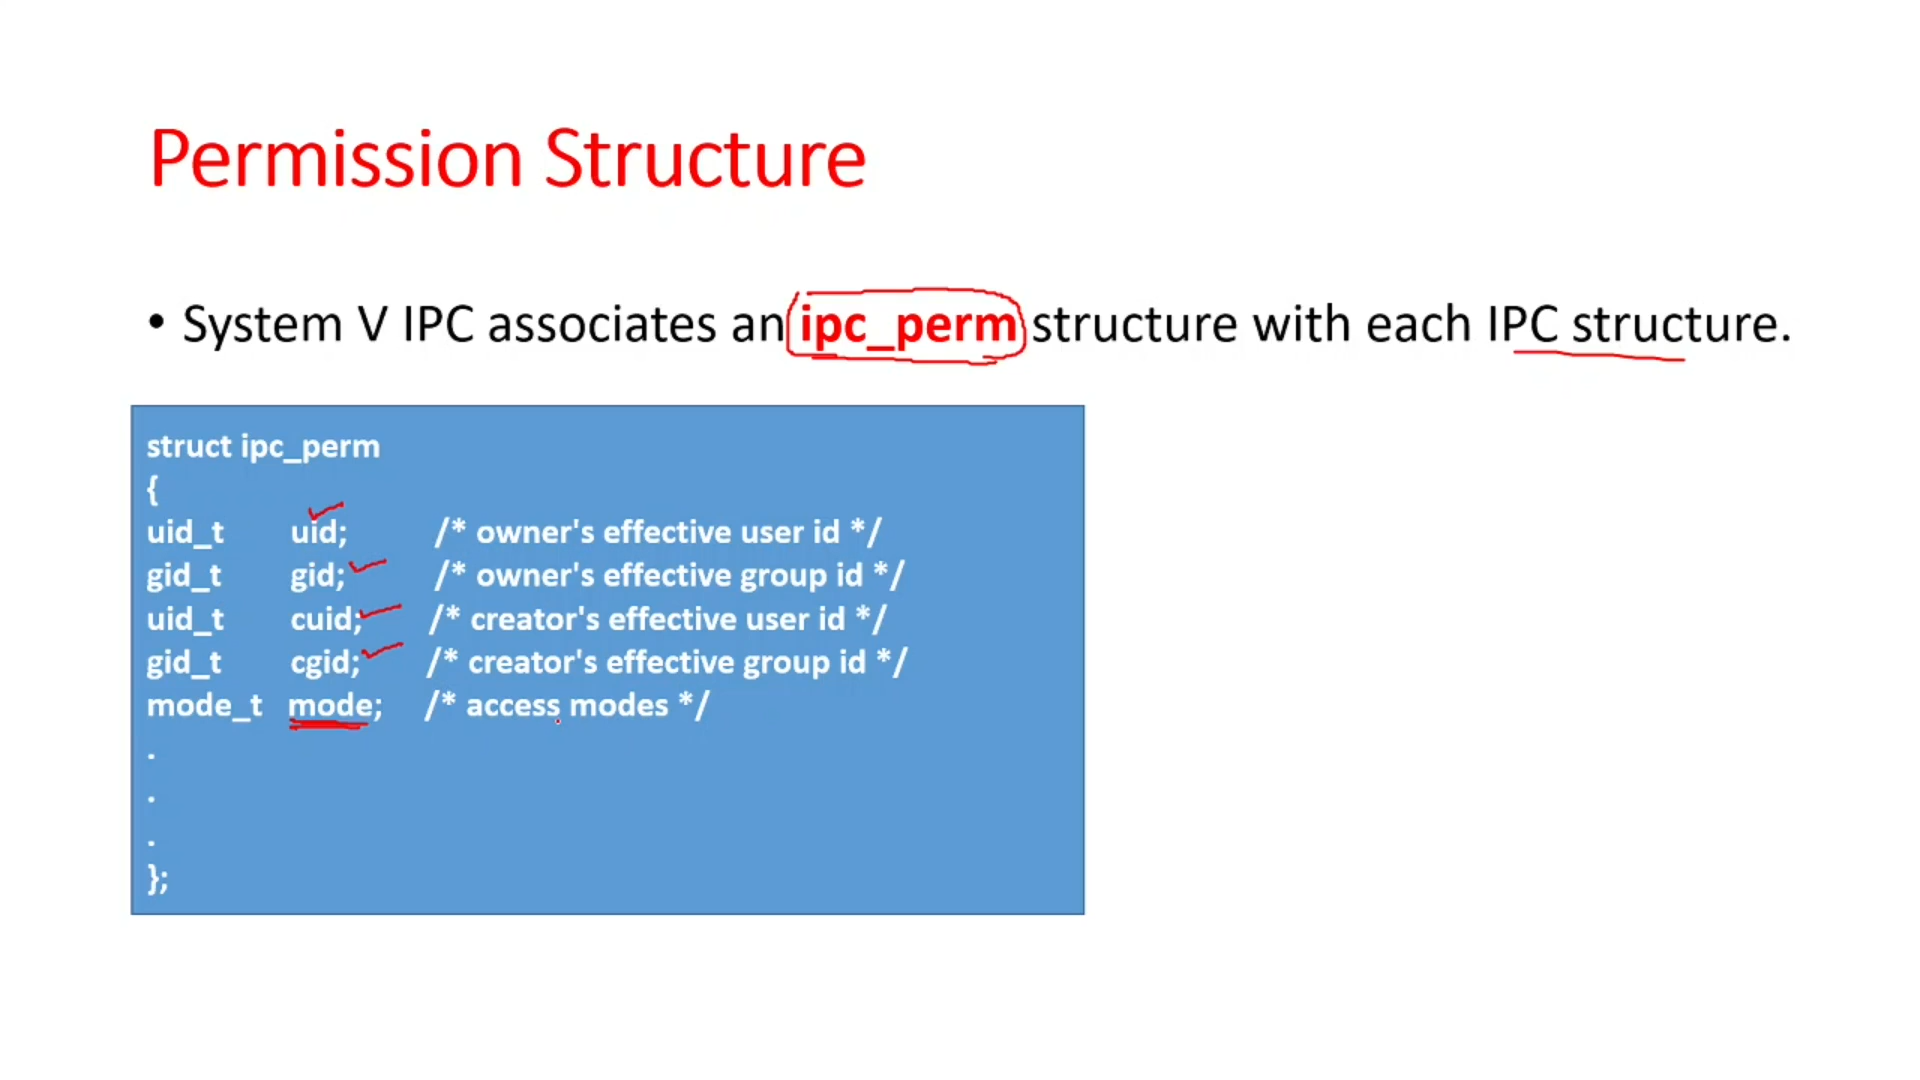 Permission Structure
• System V IPC associates an ipc_perm structure with each IPC structure.
struct ipc_perm
{
uid_t uid; /* owner's effective user id */
gid_t gid; /* owner's effective group id */
uid_t cuid; /* creator's effective user id */
gid_t cgid; /* creator's effective group id */
mode_t mode; /* access modes */
.
.
.
};